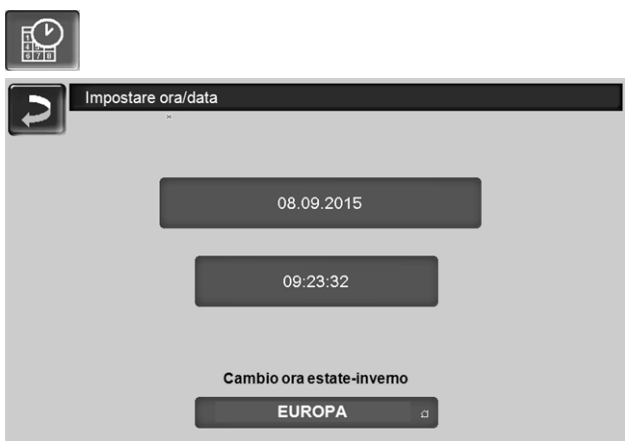 Impostare ora/data
08.09.2015
09:23:32
Cambio ora estate-inverno
EUROPA